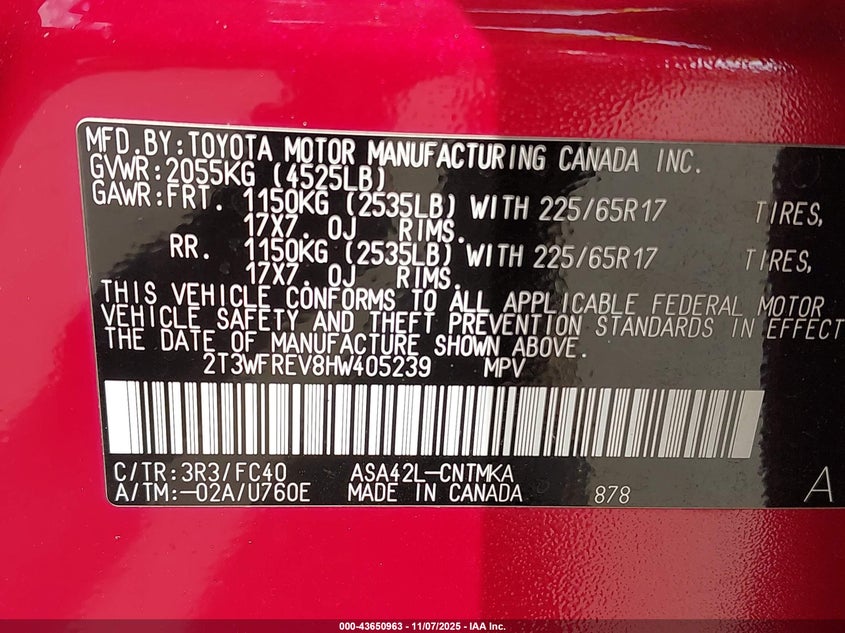 MFD.BY:TOYOTA MOTOR MANUFACTURING CANADA INC.
GVWR:2055KG (4525LB)
GAWR:FRT. 1150KG (2535LB) WITH 225/65R17 TIRES,
17X7. 0J RIMS.
RR. 1150KG (2535LB) WITH 225/65R17 TIRES,
17X7. 0J RIMS.
THIS VEHICLE CONFORMS TO ALL APPLICABLE FEDERAL MOTOR
VEHICLE SAFETY AND THEFT PREVENTION STANDARDS IN EFFECT
THE DATE OF MANUFACTURE SHOWN ABOVE.
2T3WFREV8HW405239 MPV
C/TR:3R3/FC40 ASA42L-CNTMKA
A/TM:-02A/U760E MADE IN CANADA 878 A
000-43650963 - 11/07/2025 - IAA Inc.